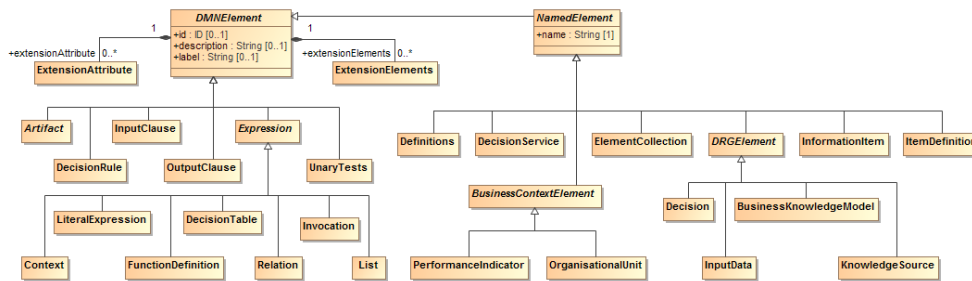 DMNElement
+id : ID [0..1]
+description : String [0..1]
+label : String [0..1]
NamedElement
+name : String [1]
1
1
+extensionAttribute 0..*
+extensionElements 0..*
ExtensionAttribute
ExtensionElements
Artifact
InputClause
Expression
DecisionRule
OutputClause
UnaryTests
Definitions
DecisionService
ElementCollection
DRGElement
InformationItem
ItemDefinition
LiteralExpression
DecisionTable
Invocation
Context
FunctionDefinition
Relation
List
BusinessContextElement
PerformanceIndicator
OrganisationalUnit
Decision
BusinessKnowledgeModel
InputData
KnowledgeSource